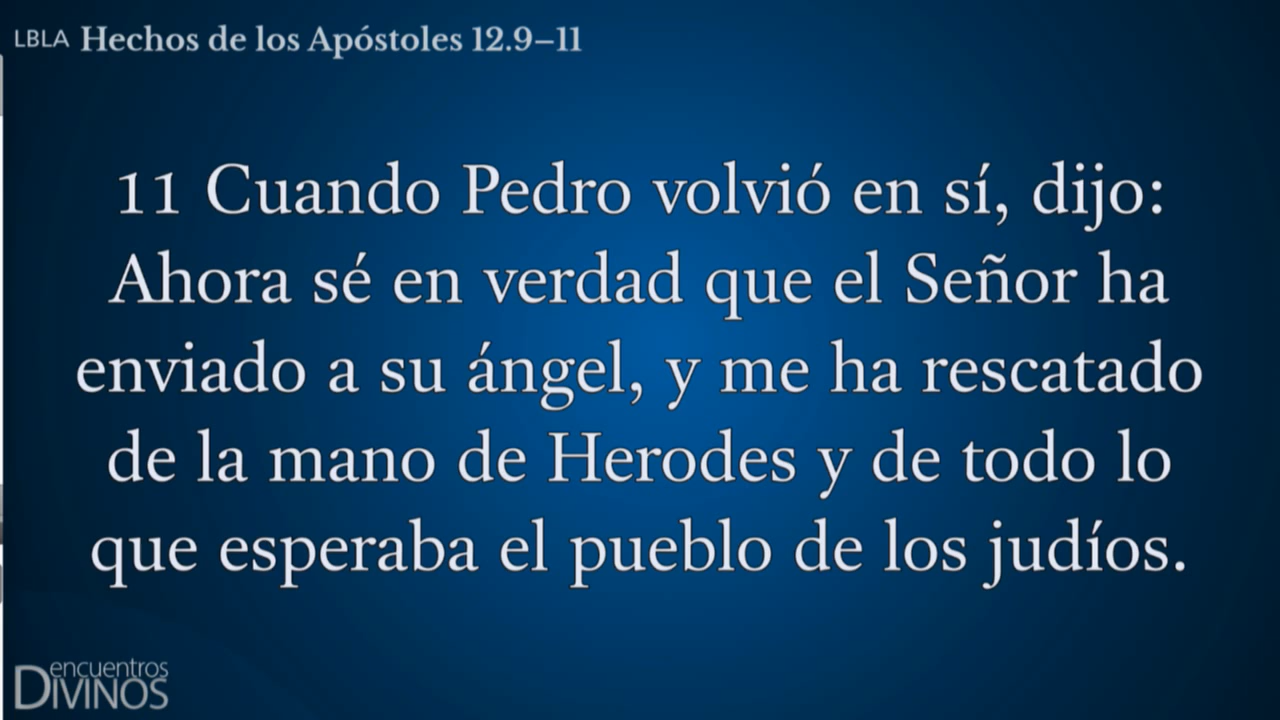 LBLA Hechos de los Apóstoles 12.9–11
11 Cuando Pedro volvió en sí, dijo:
Ahora sé en verdad que el Señor ha
enviado a su ángel, y me ha rescatado
de la mano de Herodes y de todo lo
que esperaba el pueblo de los judíos.
encuentros
DIVINOS